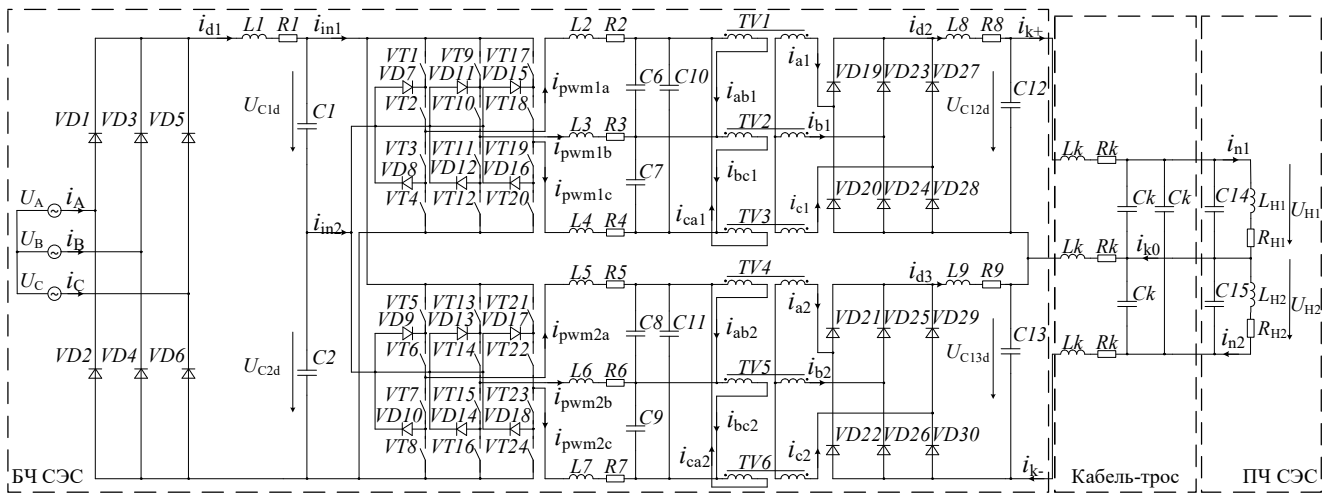 i_d1 L1 R1 i_in1 L2 R2 TV1 i_d2 L8 R8 i_k+
VT1 VT9 VT17
VD7 VD11 VD15
VT2 VT10 VT18
i_pwm1a
C6 C10
i_a1
VD19 VD23 VD27
U_C1d C1
i_ab1
U_C12d C12
VD1 VD3 VD5
L3 R3 TV2 i_b1
i_pwm1b
VT3 VT11 VT19
VD8 VD12 VD16
VT4 VT12 VT20
C7
i_bc1
Lk Rk
i_n1
i_pwm1c
VD20 VD24 VD28
i_c1
Ck Ck C14
L_H1
R_H1
U_H1
U_A i_A
U_B i_B
U_C i_C
i_in2
L4 R4
i_ca1
TV3
Lk Rk
i_k0
L5 R5 TV4 i_d3 L9 R9
VT5 VT13 VT21
VD9 VD13 VD17
VT6 VT14 VT22
i_pwm2a
C8 C11
i_a2
VD21 VD25 VD29
Ck C15
L_H2
R_H2
U_H2
U_C2d C2
i_ab2
U_C13d C13
Lk Rk
i_n2
VD2 VD4 VD6
L6 R6 TV5 i_b2
i_pwm2b
VT7 VT15 VT23
VD10 VD14 VD18
VT8 VT16 VT24
C9
i_bc2
i_pwm2c
VD22 VD26 VD30
i_c2
i_ca2
L7 R7 TV6
i_k-
БЧ СЭС
Кабель-трос
ПЧ СЭС